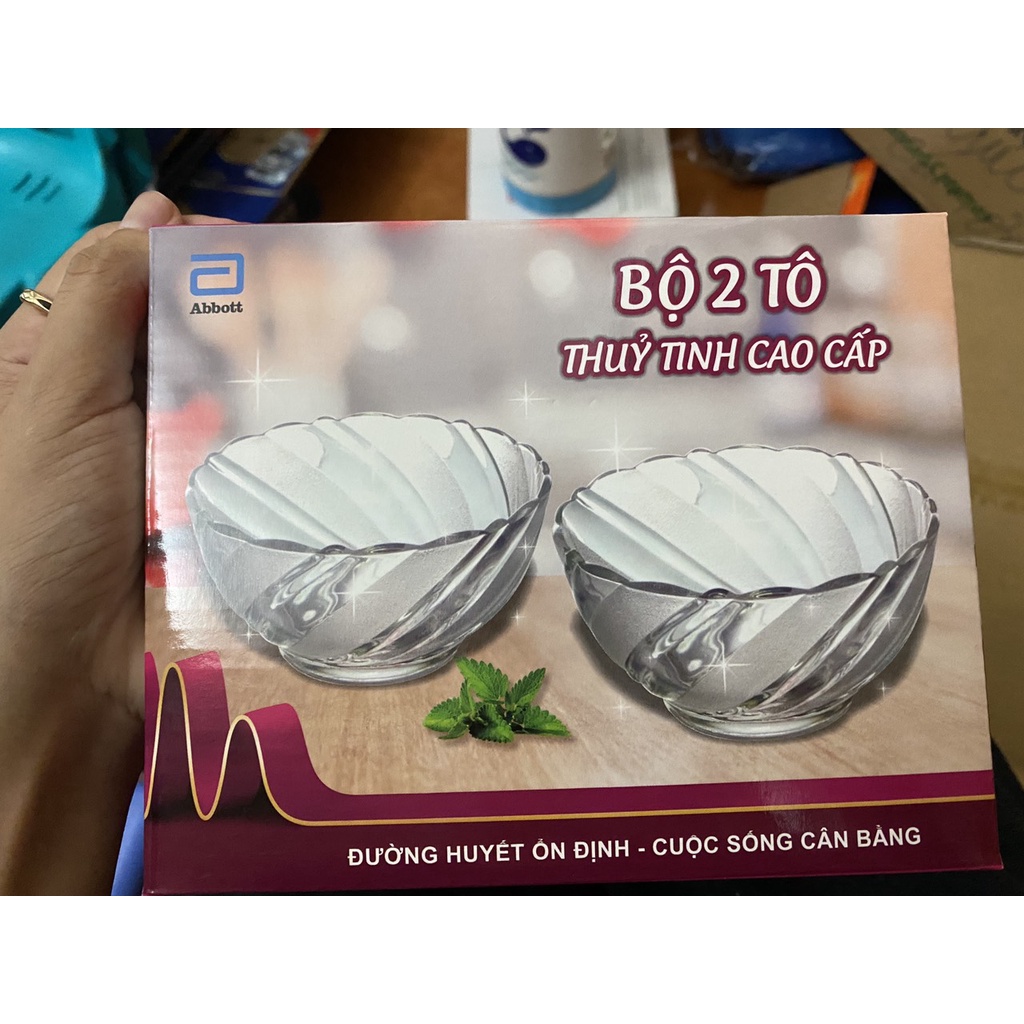 Abbott
BỘ 2 TÔ
THUỶ TINH CAO CẤP
ĐƯỜNG HUYẾT ỔN ĐỊNH - CUỘC SỐNG CÂN BẰNG